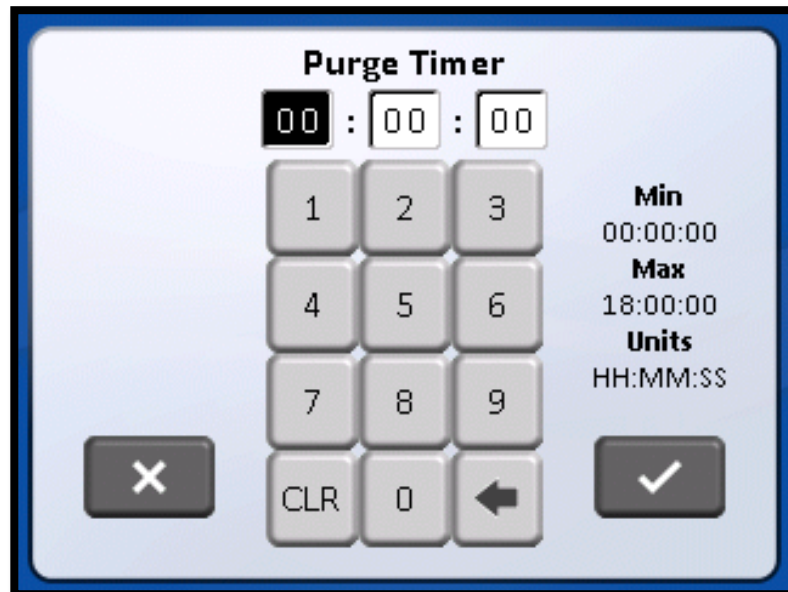 Purge Timer
00 : 00 : 00
1 2 3
Min
00:00:00
Max
4 5 6
18:00:00
Units
HH:MM:SS
7 8 9
CLR 0